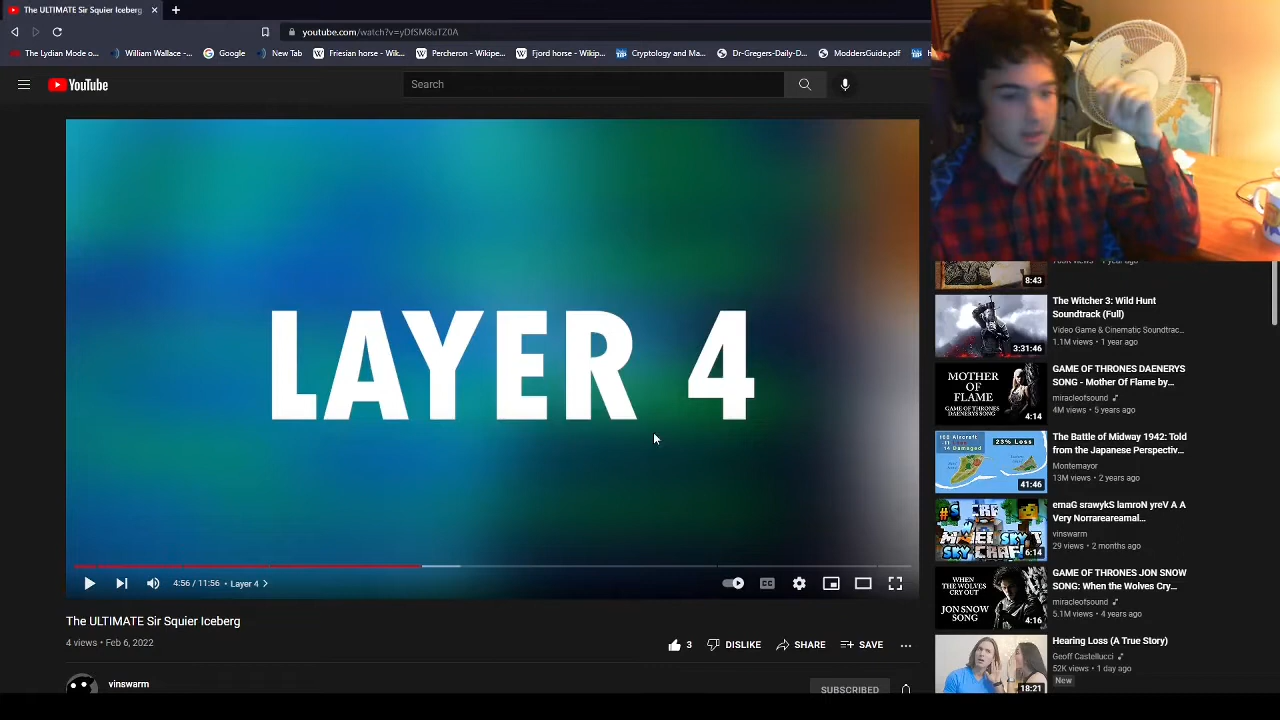 The ULTIMATE Sir Squier Iceberg
youtube.com/watch?v=yDfSM8uTZ0A
The Lydian Mode o...
William Wallace -...
Google
New Tab
Friesian horse - Wi...
Percheron - Wikipe...
Fjord horse - Wikip...
Cryptology and Ma...
Dr-Gregers-Daily-D...
ModdersGuide.pdf
YouTube
Search
LAYER 4
4:56 / 11:56 • Layer 4
CC
The ULTIMATE Sir Squier Iceberg
4 views • Feb 6, 2022
3
DISLIKE
SHARE
SAVE
vinswarm
SUBSCRIBED
8:43
The Witcher 3: Wild Hunt
Soundtrack (Full)
Video Game & Cinematic Soundtrac...
1.1M views • 1 year ago
3:31:46
MOTHER
OF
FLAME
4:14
GAME OF THRONES DAENERYS
SONG - Mother Of Flame by...
miracleofsound
4M views • 5 years ago
23% Loss
41:46
The Battle of Midway 1942: Told
from the Japanese Perspectiv...
Montemayor
13M views • 2 years ago
6:14
emaG srawykS lamroN yreV A A
Very Norrarearemal...
vinswarm
29 views • 2 months ago
WHEN
THE WOLVES
CRY OUT
JON SNOW
SONG
4:16
GAME OF THRONES JON SNOW
SONG: When the Wolves Cry...
miracleofsound
5.1M views • 4 years ago
18:21
Hearing Loss (A True Story)
Geoff Castellucci
52K views • 1 day ago
New